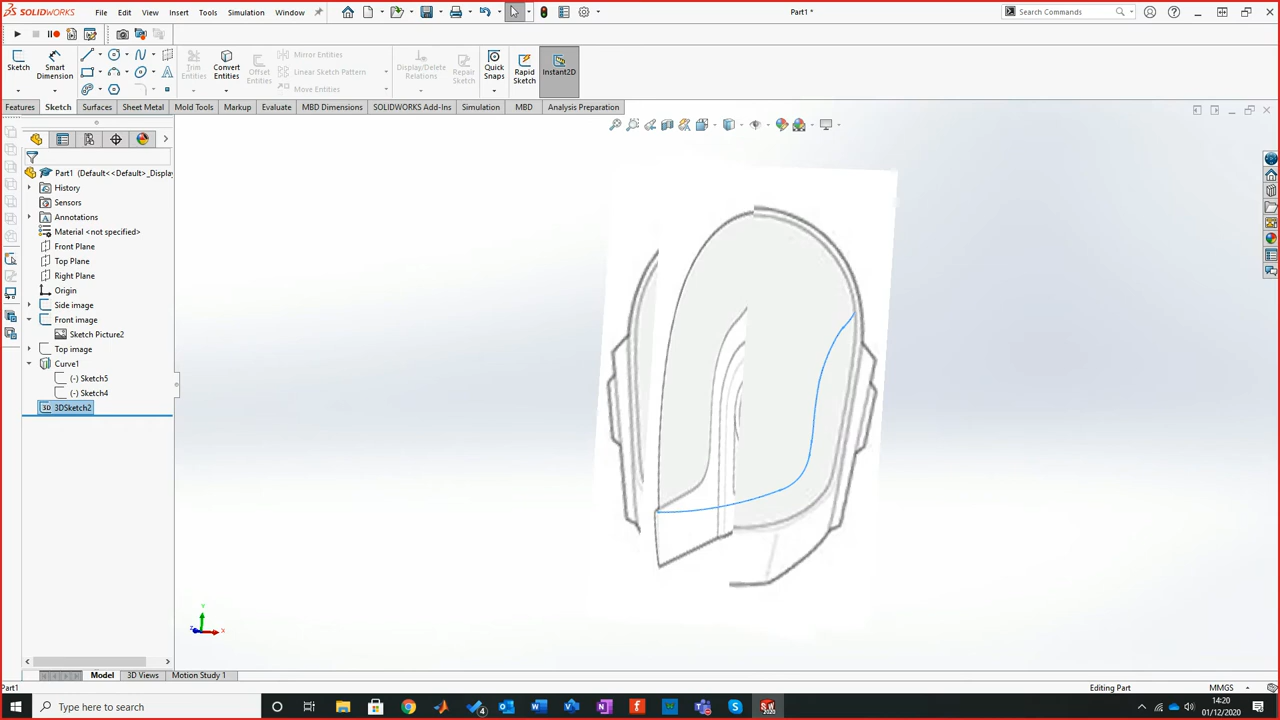 SOLIDWORKS File Edit View Insert Tools Simulation Window Part1 * Search Commands
Sketch Smart Dimension Trim Entities Convert Entities Offset Entities Mirror Entities Linear Sketch Pattern Move Entities Display/Delete Relations Repair Sketch Quick Snaps Rapid Sketch Instant2D
Features Sketch Surfaces Sheet Metal Mold Tools Markup Evaluate MBD Dimensions SOLIDWORKS Add-Ins Simulation MBD Analysis Preparation
Part1 (Default<<Default>_Display
History
Sensors
Annotations
Material <not specified>
Front Plane
Top Plane
Right Plane
Origin
Side image
Front image
Sketch Picture2
Top image
Curve1
(-) Sketch5
(-) Sketch4
3D 3DSketch2
Y
Z X
Model 3D Views Motion Study 1
Part1 Editing Part MMGS
Type here to search 14:20
01/12/2020